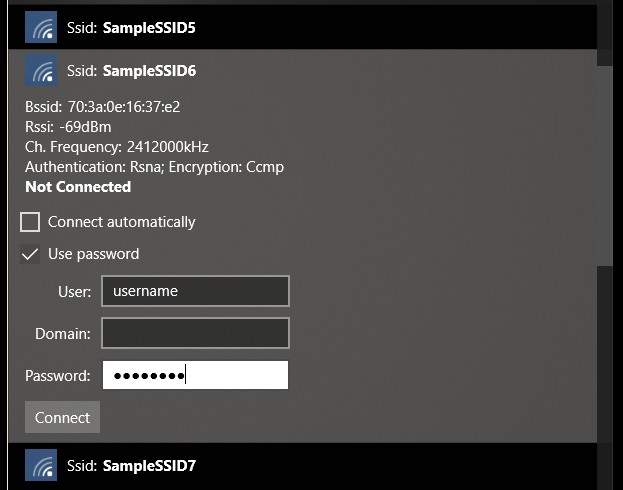 Ssid: SampleSSID5
Ssid: SampleSSID6
Bssid: 70:3a:0e:16:37:e2
Rssi: -69dBm
Ch. Frequency: 2412000kHz
Authentication: Rsna; Encryption: Ccmp
Not Connected
Connect automatically
Use password
User: username
Domain:
Password: ●●●●●●●●
Connect
Ssid: SampleSSID7